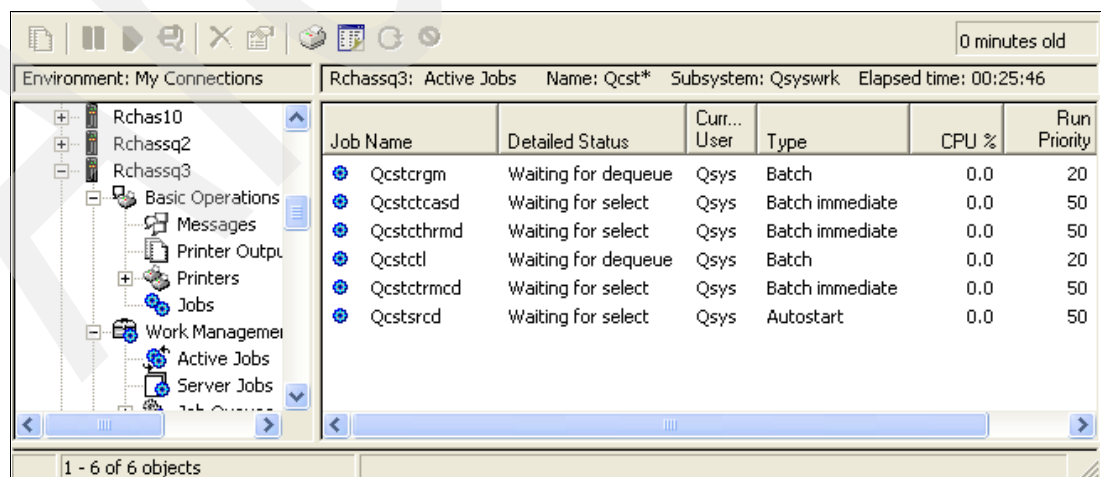 0 minutes old
Environment: My Connections
Rchassq3: Active Jobs Name: Qcst* Subsystem: Qsyswrk Elapsed time: 00:25:46
Rchas10
Rchassq2
Rchassq3
Basic Operations
Messages
Printer Outpu
Printers
Jobs
Work Managemei
Active Jobs
Server Jobs
Job Queues
Job Name Detailed Status Curr... User Type CPU % Run Priority
Qcstcrgm Waiting for dequeue Qsys Batch 0.0 20
Qcstctcasd Waiting for select Qsys Batch immediate 0.0 50
Qcstcthrmd Waiting for select Qsys Batch immediate 0.0 50
Qcstctl Waiting for dequeue Qsys Batch 0.0 20
Qcstctrmcd Waiting for select Qsys Batch immediate 0.0 50
Qcstsrcd Waiting for select Qsys Autostart 0.0 50
1 - 6 of 6 objects